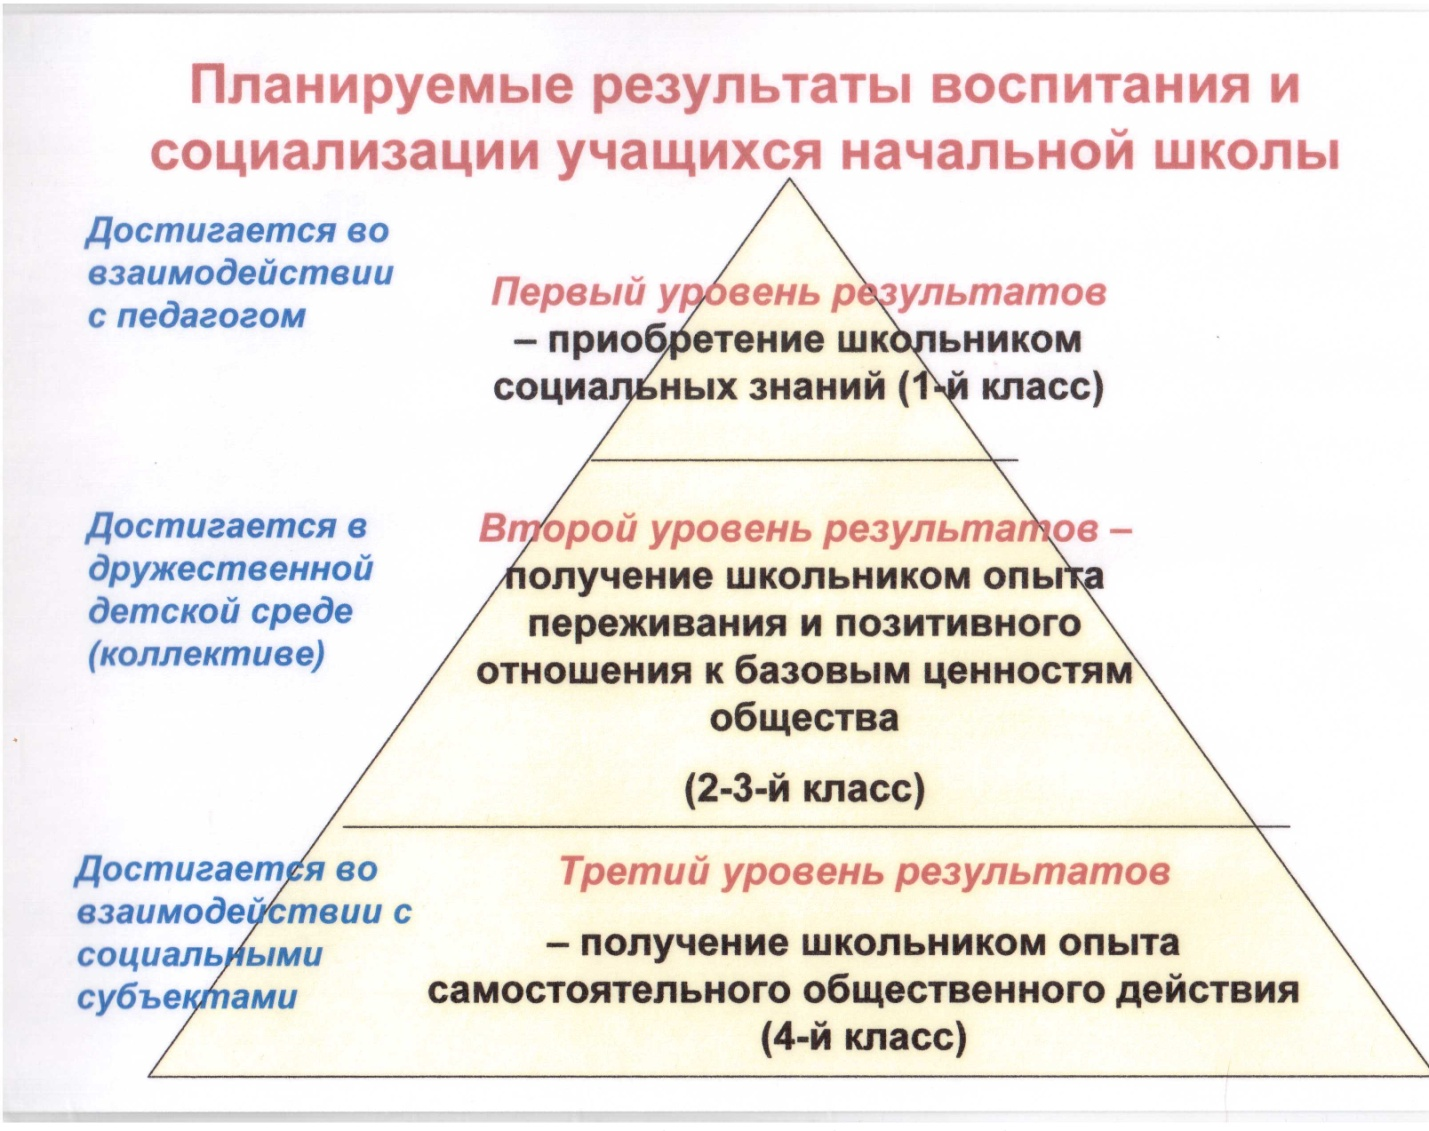 Планируемые результаты воспитания и
социализации учащихся начальной школы
Достигается во
взаимодействии
с педагогом
Первый уровень результатов
– приобретение школьником
социальных знаний (1-й класс)
Достигается в
дружественной
детской среде
(коллективе)
Второй уровень результатов –
получение школьником опыта
переживания и позитивного
отношения к базовым ценностям
общества
(2-3-й класс)
Достигается во
взаимодействии с
социальными
субъектами
Третий уровень результатов
– получение школьником опыта
самостоятельного общественного действия
(4-й класс)